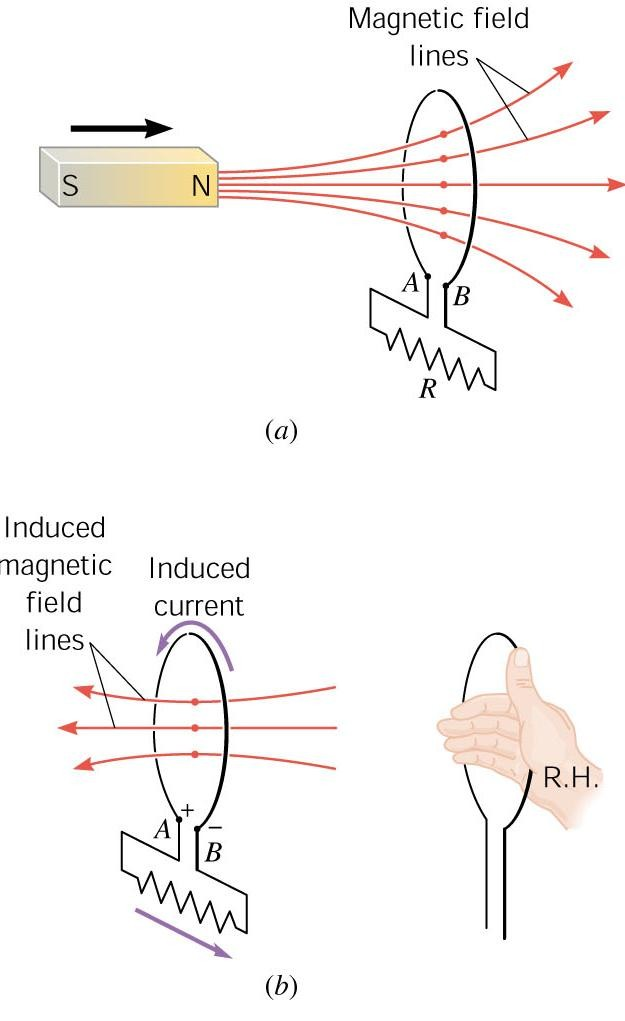 Magnetic field
lines
S
N
A
B
R
(a)
Induced
magnetic
field
lines
Induced
current
+
A
−
B
R.H.
(b)